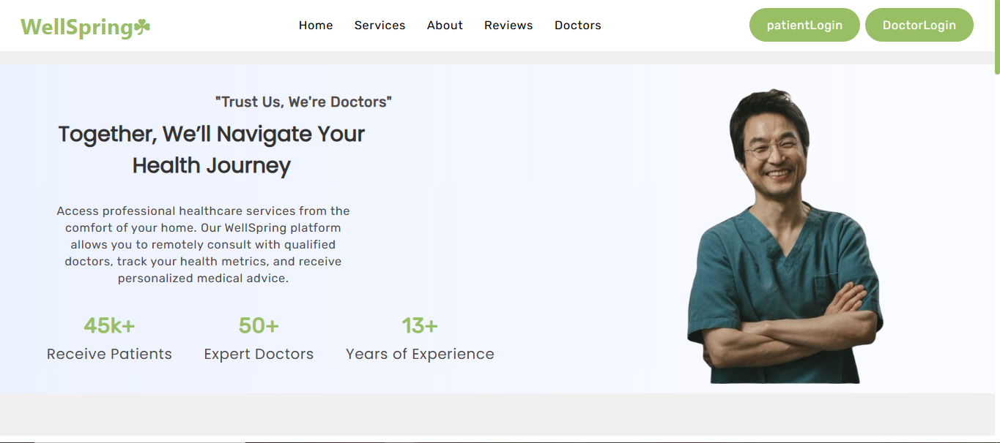 WellSpring☘
Home Services About Reviews Doctors
patientLogin DoctorLogin
"Trust Us, We're Doctors"
Together, We’ll Navigate Your
Health Journey
Access professional healthcare services from the
comfort of your home. Our WellSpring platform
allows you to remotely consult with qualified
doctors, track your health metrics, and receive
personalized medical advice.
45k+ 50+ 13+
Receive Patients Expert Doctors Years of Experience